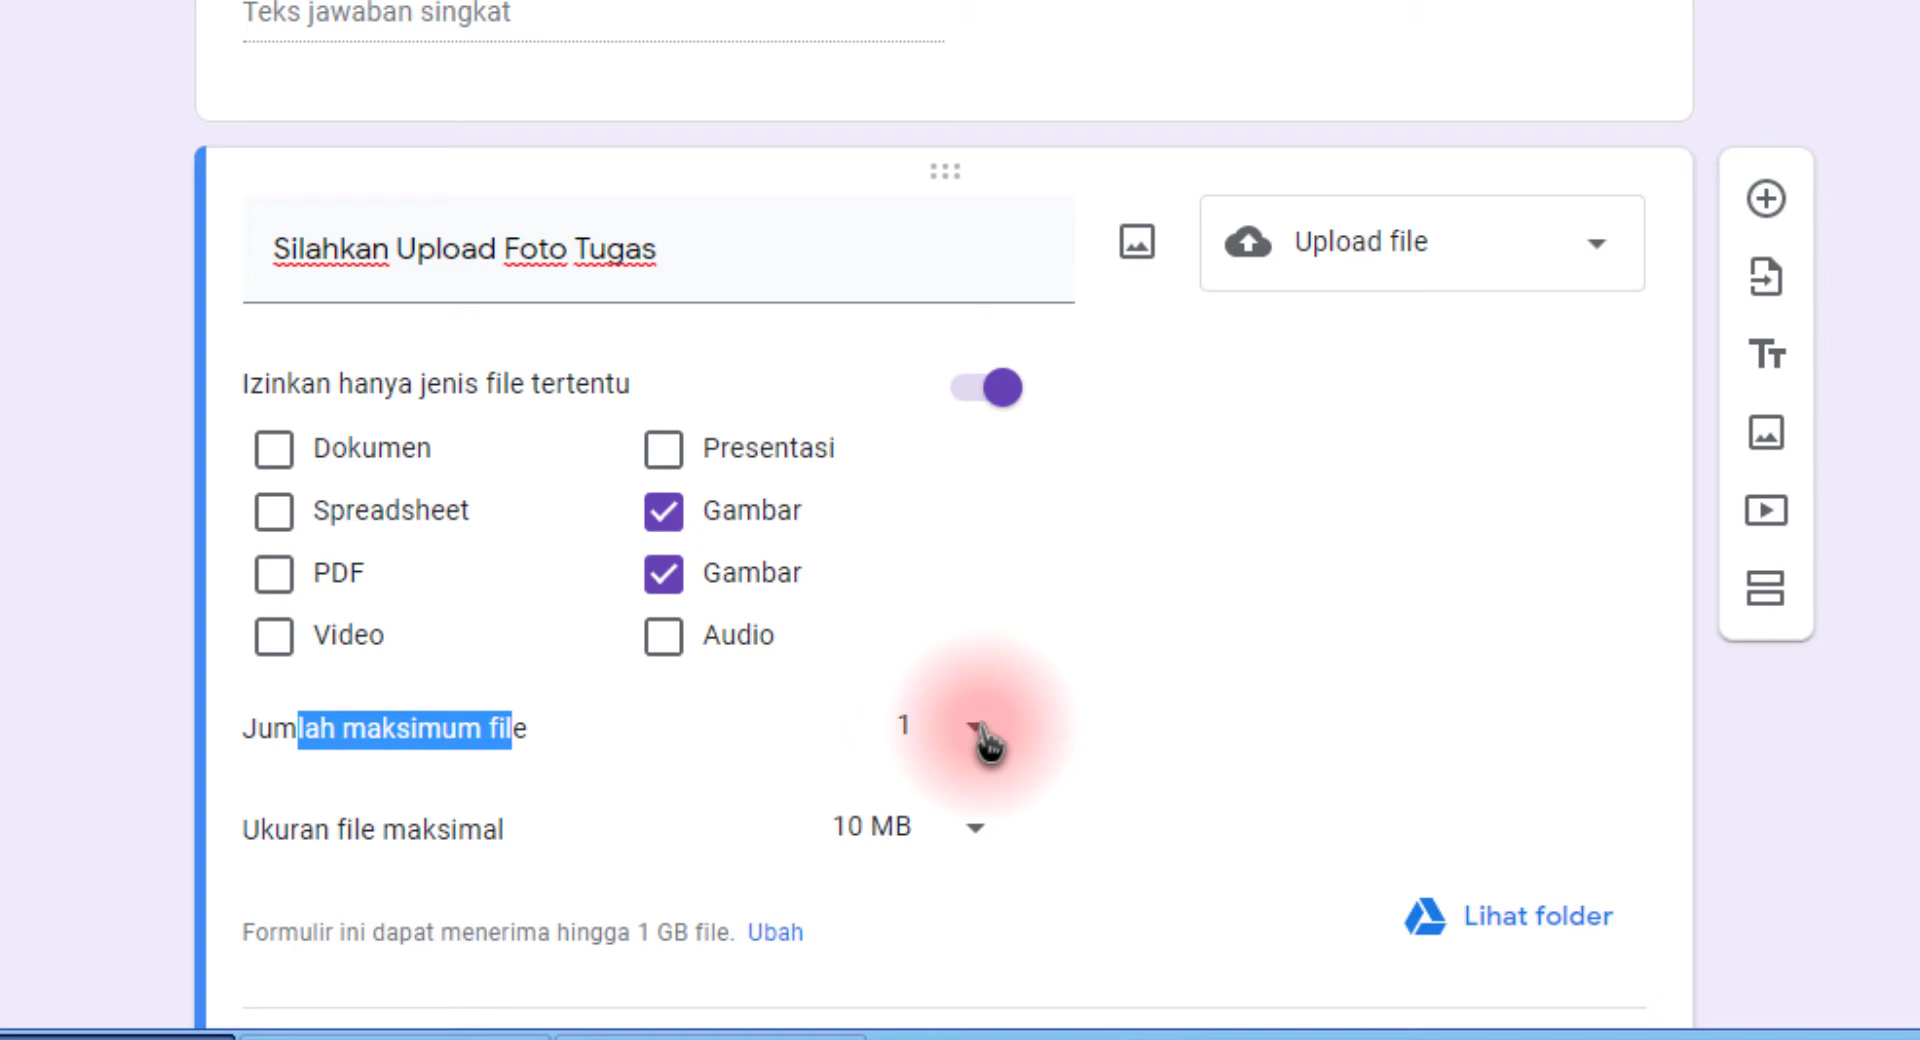 Teks jawaban singkat
Silahkan Upload Foto Tugas
Upload file
Izinkan hanya jenis file tertentu
Dokumen
Presentasi
Spreadsheet
Gambar
PDF
Gambar
Video
Audio
Jumlah maksimum file
1
Ukuran file maksimal
10 MB
Formulir ini dapat menerima hingga 1 GB file. Ubah
Lihat folder
Tт